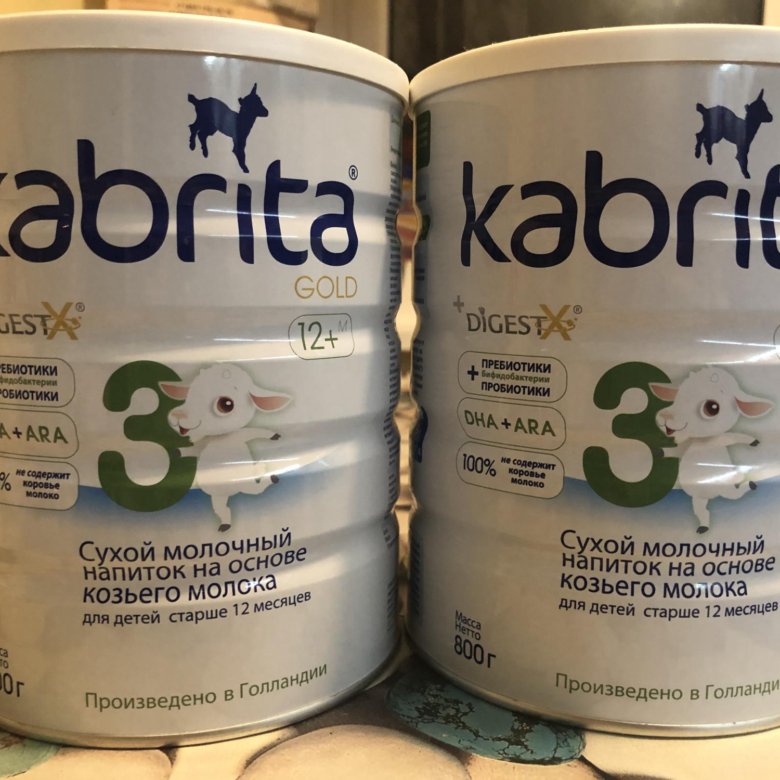 kabrita®
GOLD
DIGESTX®
12+ М
ПРЕБИОТИКИ
бифидобактерии
ПРОБИОТИКИ
DHA + ARA
3
не содержит
коровье
молоко
Сухой молочный
напиток на основе
козьего молока
для детей старше 12 месяцев
Произведено в Голландии
kabrit
+ DIGESTX®
+ ПРЕБИОТИКИ
бифидобактерии
ПРОБИОТИКИ
DHA + ARA
100% не содержит
коровье
молоко
3
Сухой молочный
напиток на основе
козьего молока
для детей старше 12 месяцев
Масса
Нетто
800 г
Произведено в Голландии